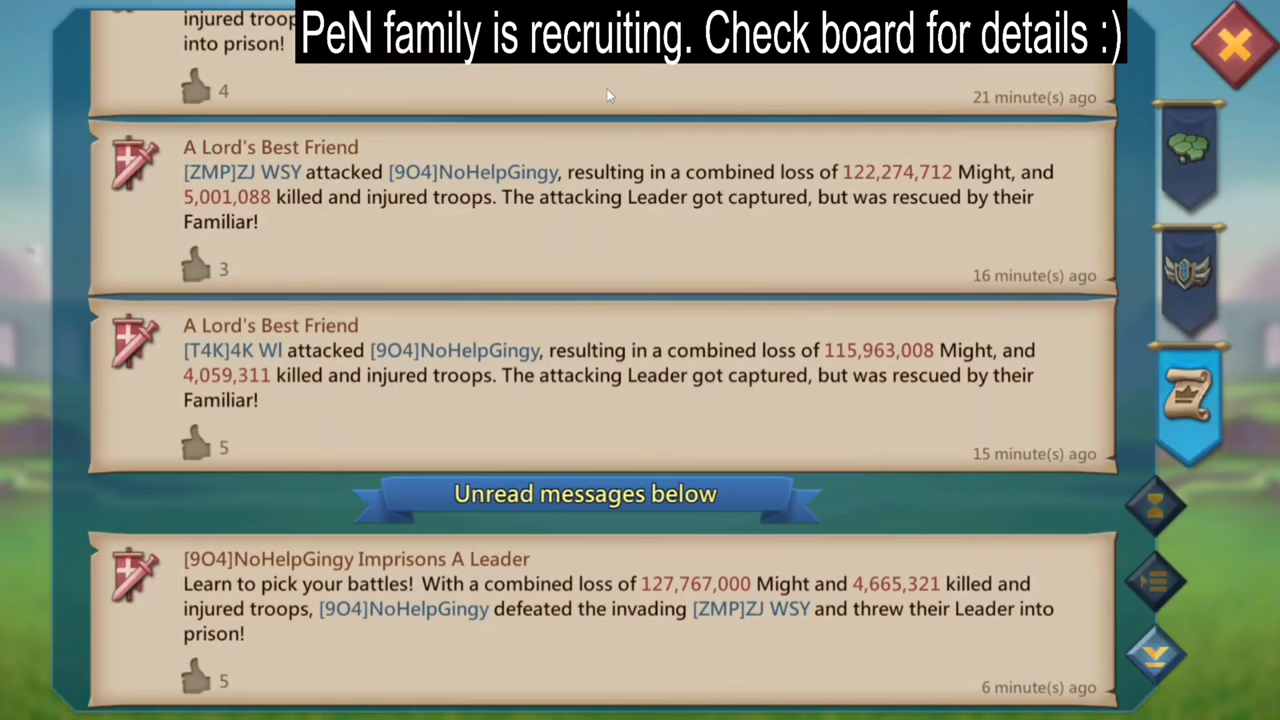 injured troop
PeN family is recruiting. Check board for details :)
into prison!
4
21 minute(s) ago
A Lord's Best Friend
[ZMP]ZJ WSY attacked [9O4]NoHelpGingy, resulting in a combined loss of 122,274,712 Might, and
5,001,088 killed and injured troops. The attacking Leader got captured, but was rescued by their
Familiar!
3
16 minute(s) ago
A Lord's Best Friend
[T4K]4K Wl attacked [9O4]NoHelpGingy, resulting in a combined loss of 115,963,008 Might, and
4,059,311 killed and injured troops. The attacking Leader got captured, but was rescued by their
Familiar!
5
15 minute(s) ago
Unread messages below
[9O4]NoHelpGingy Imprisons A Leader
Learn to pick your battles! With a combined loss of 127,767,000 Might and 4,665,321 killed and
injured troops, [9O4]NoHelpGingy defeated the invading [ZMP]ZJ WSY and threw their Leader into
prison!
5
6 minute(s) ago